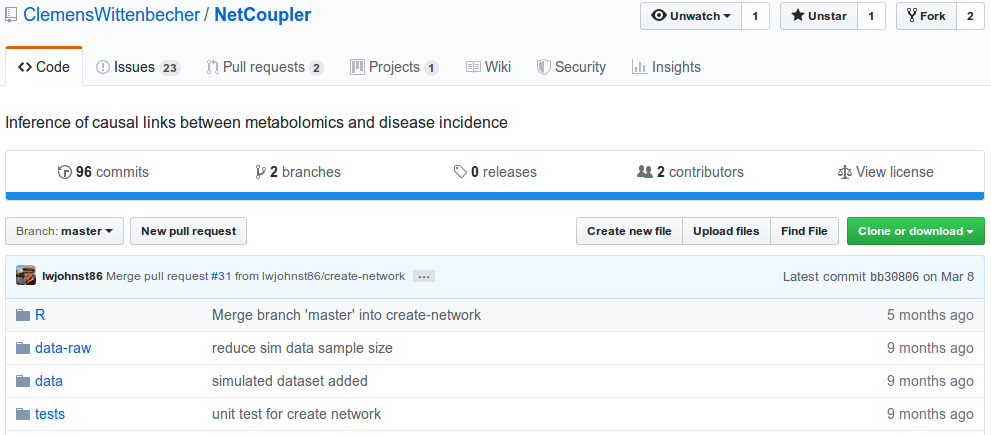 ClemensWittenbecher / NetCoupler Unwatch 1 Unstar 1 Fork 2
Code Issues 23 Pull requests 2 Projects 1 Wiki Security Insights
Inference of causal links between metabolomics and disease incidence
96 commits 2 branches 0 releases 2 contributors View license
Branch: master New pull request Create new file Upload files Find File Clone or download
lwjohnst86 Merge pull request #31 from lwjohnst86/create-network ... Latest commit bb30806 on Mar 8
R Merge branch 'master' into create-network 5 months ago
data-raw reduce sim data sample size 9 months ago
data simulated dataset added 9 months ago
tests unit test for create network 9 months ago